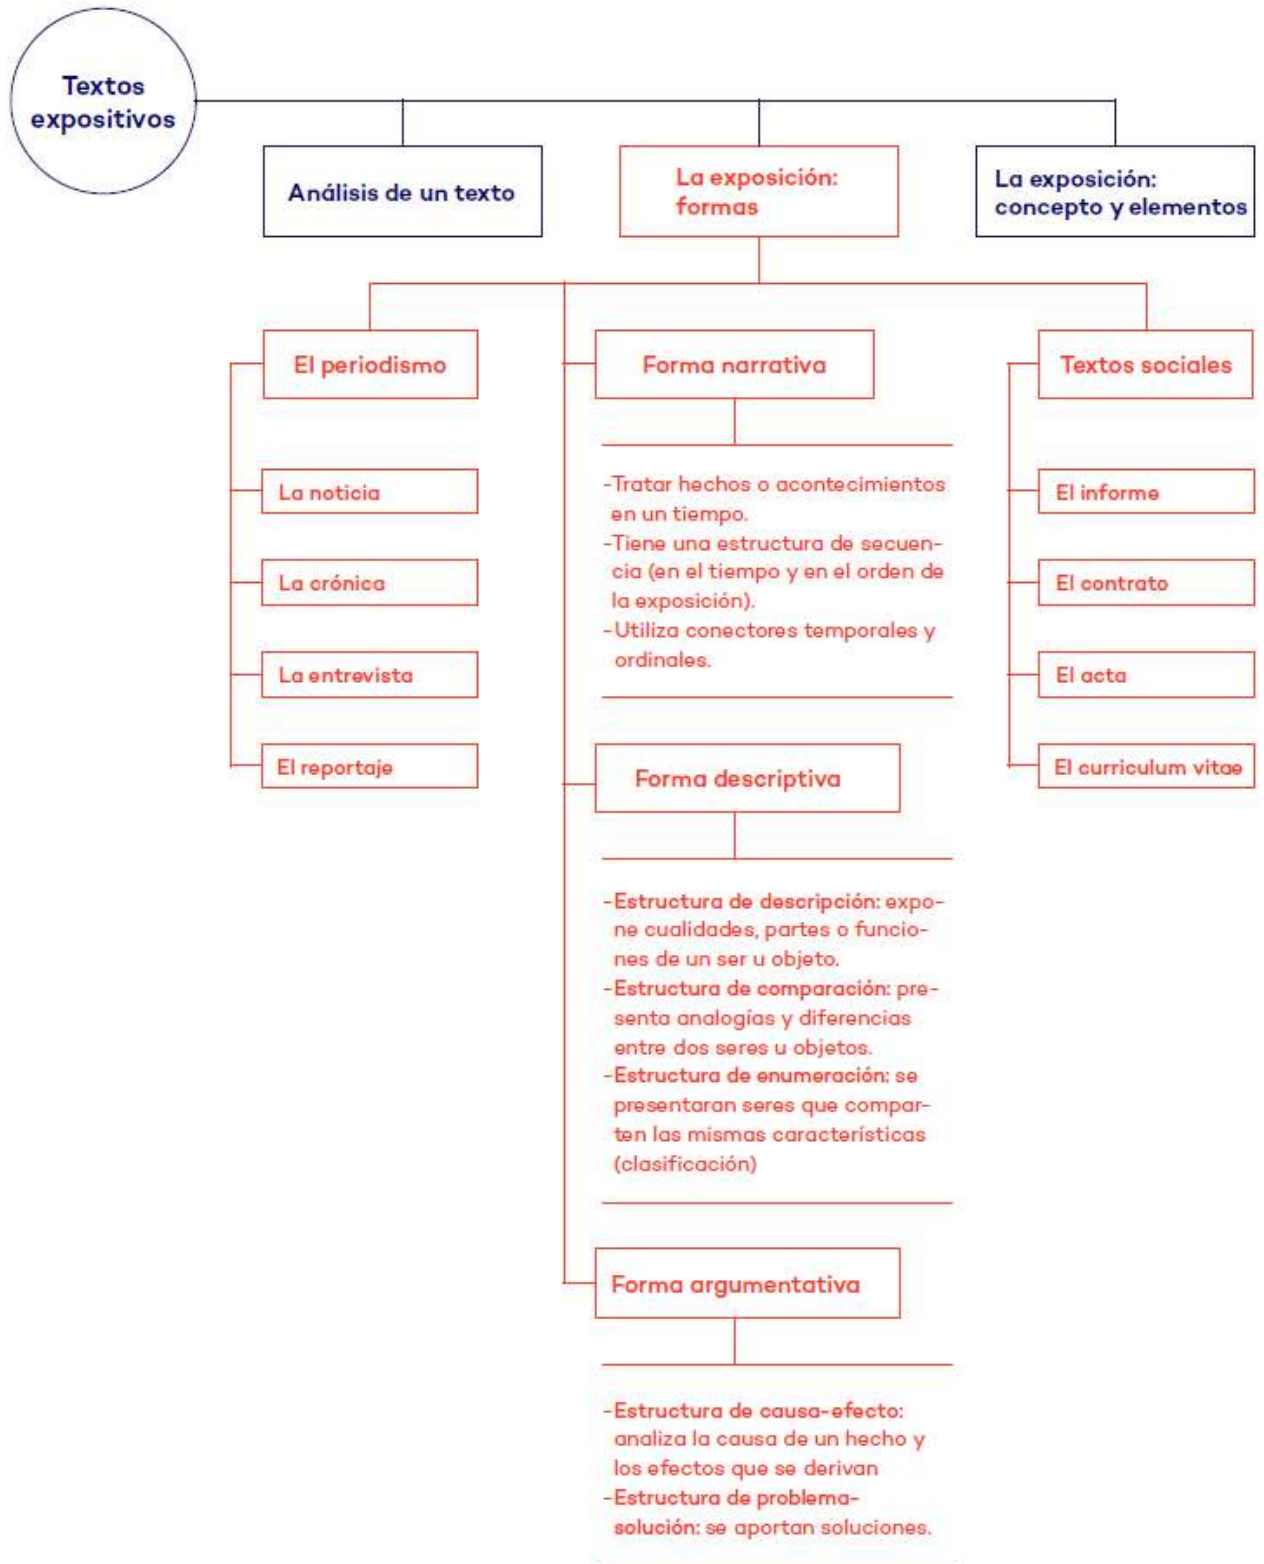 Textos
expositivos
Análisis de un texto
La exposición:
formas
La exposición:
concepto y elementos
El periodismo
La noticia
La crónica
La entrevista
El reportaje
Forma narrativa
-Tratar hechos o acontecimientos
en un tiempo.
-Tiene una estructura de secuen-
cia (en el tiempo y en el orden de
la exposición).
-Utiliza conectores temporales y
ordinales.
Forma descriptiva
-Estructura de descripción: expo-
ne cualidades, partes o funcio-
nes de un ser u objeto.
-Estructura de comparación: pre-
senta analogías y diferencias
entre dos seres u objetos.
-Estructura de enumeración: se
presentaran seres que compar-
ten las mismas características
(clasificación)
Forma argumentativa
-Estructura de causa-efecto:
analiza la causa de un hecho y
los efectos que se derivan
-Estructura de problema-
solución: se aportan soluciones.
Textos sociales
El informe
El contrato
El acta
El curriculum vitae